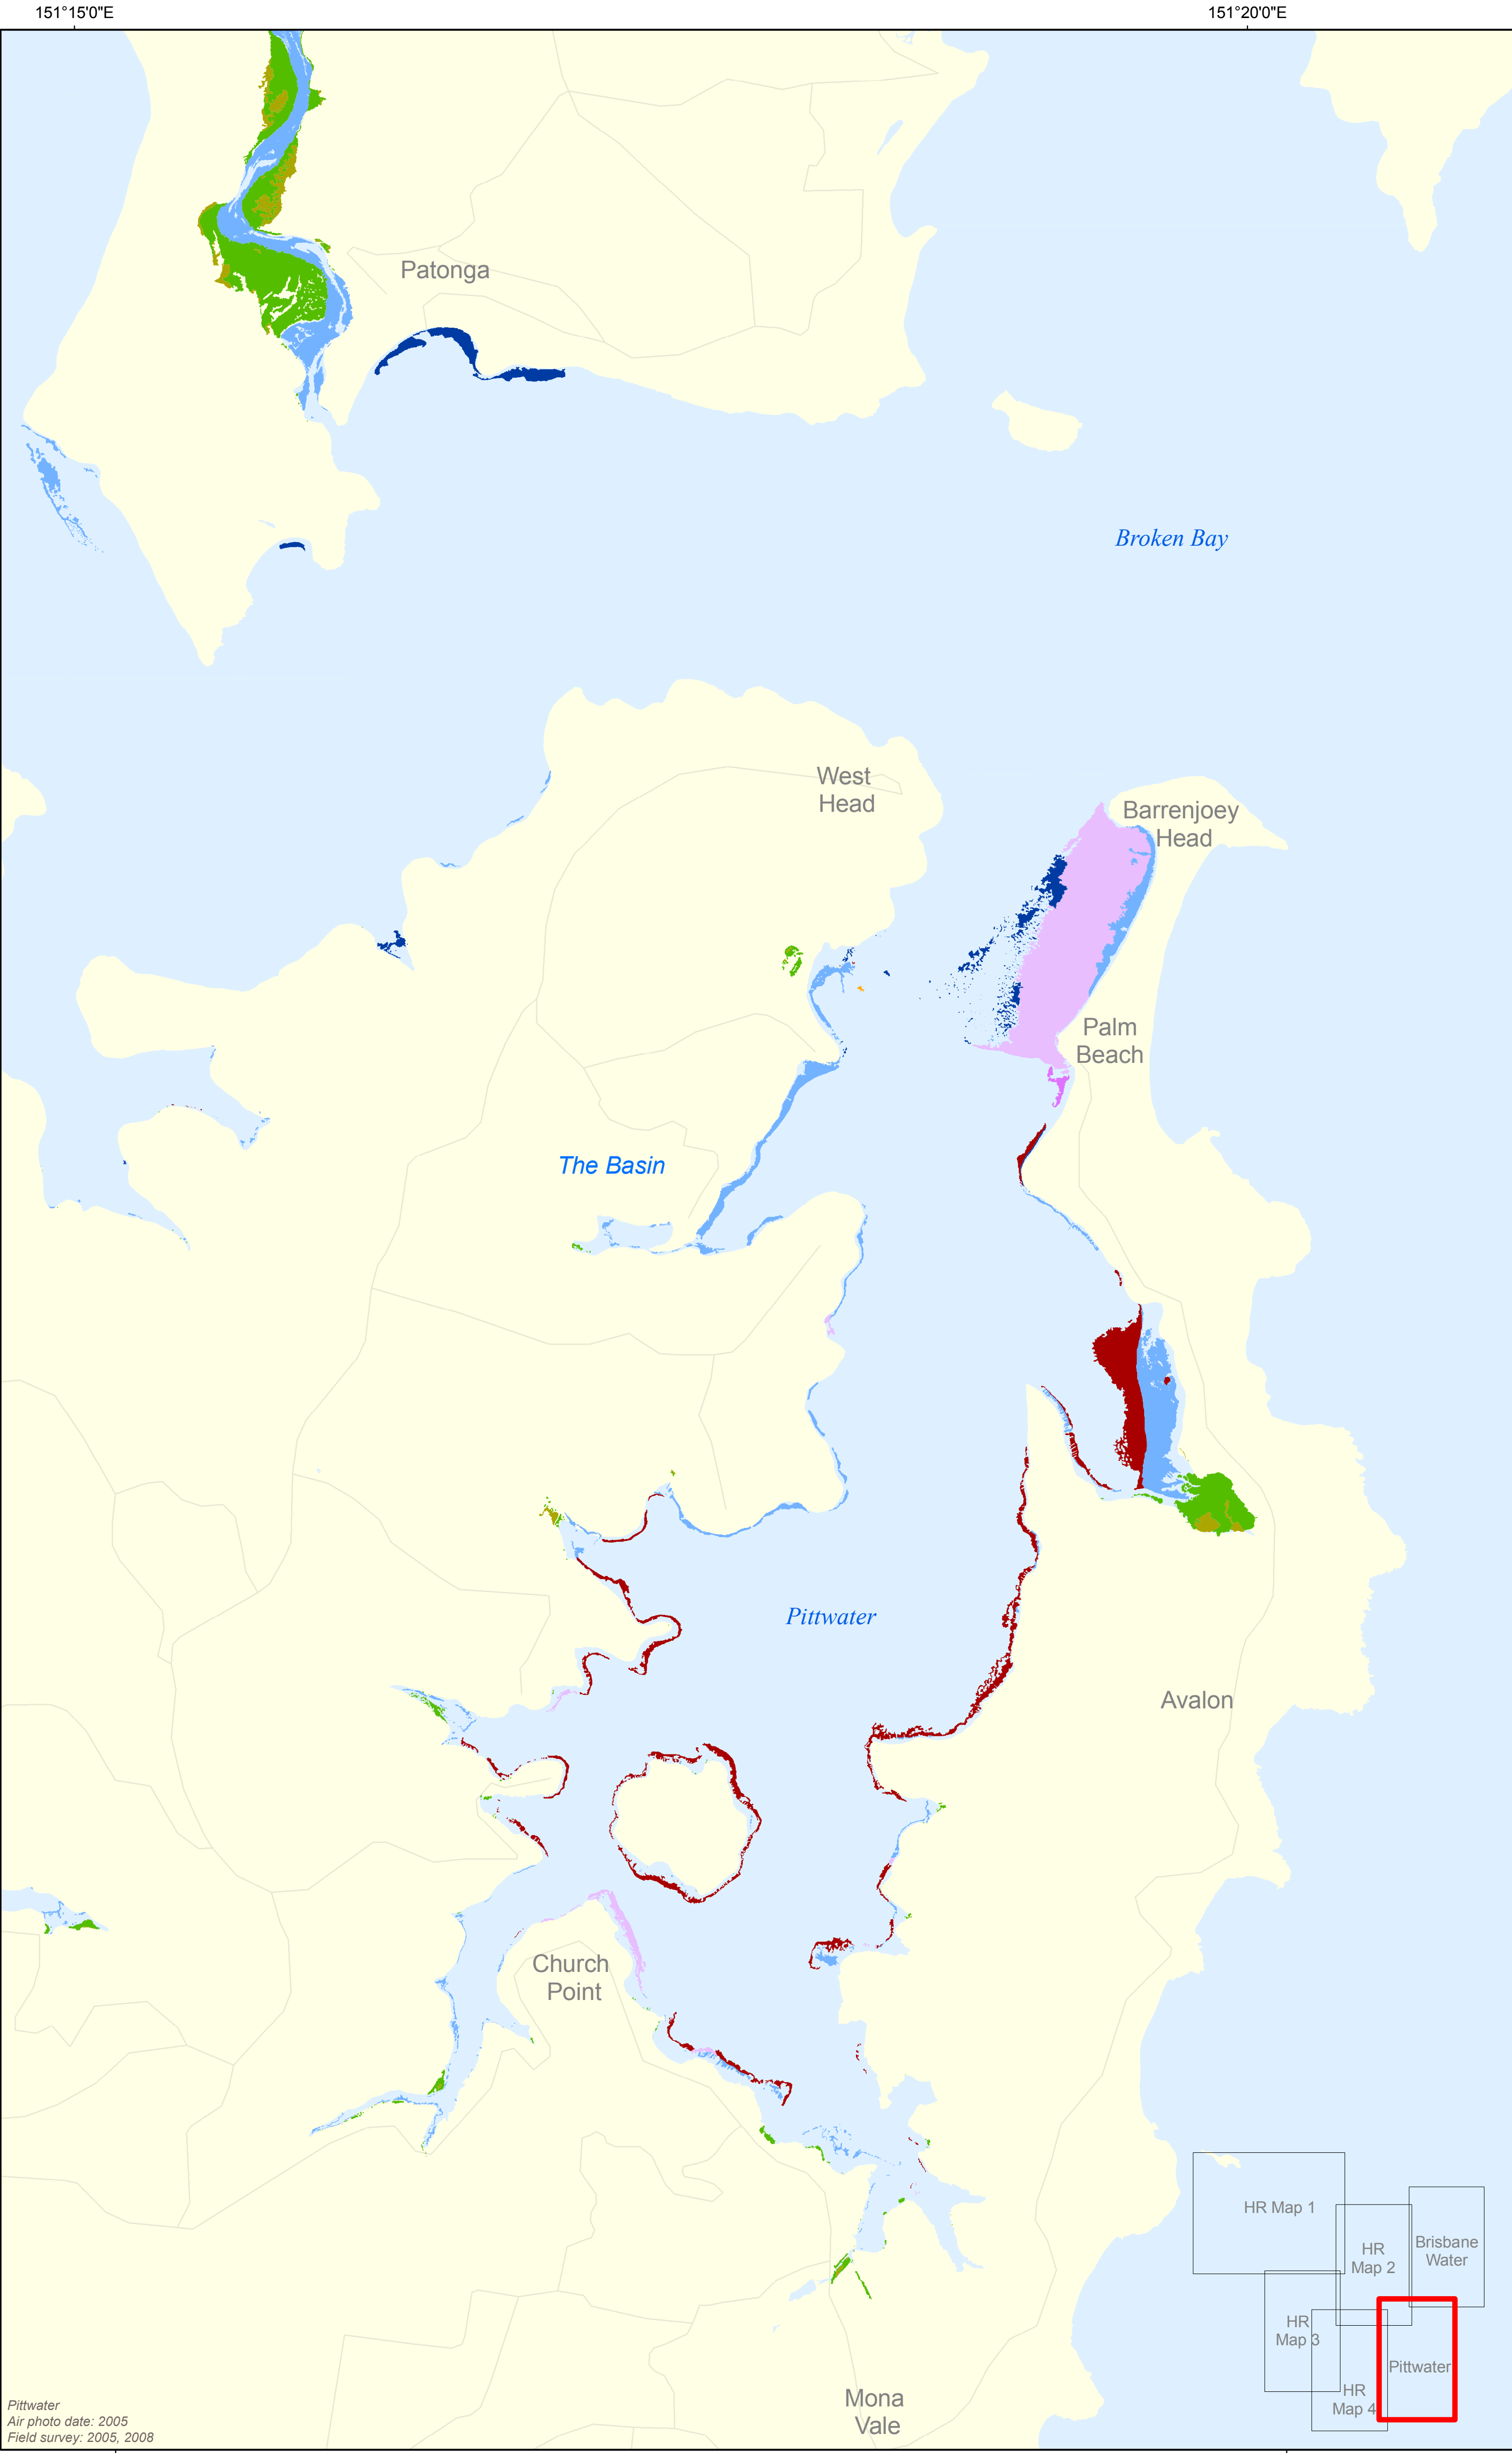 151°15'0"E
151°20'0"E
Patonga
Broken Bay
West
Head
Barrenjoey
Head
Palm
Beach
The Basin
Pittwater
Avalon
Church
Point
HR Map 1
HR
Map 2
Brisbane
Water
HR
Map 3
Pittwater
HR
Map 4
Mona
Vale
Pittwater
Air photo date: 2005
Field survey: 2005, 2008